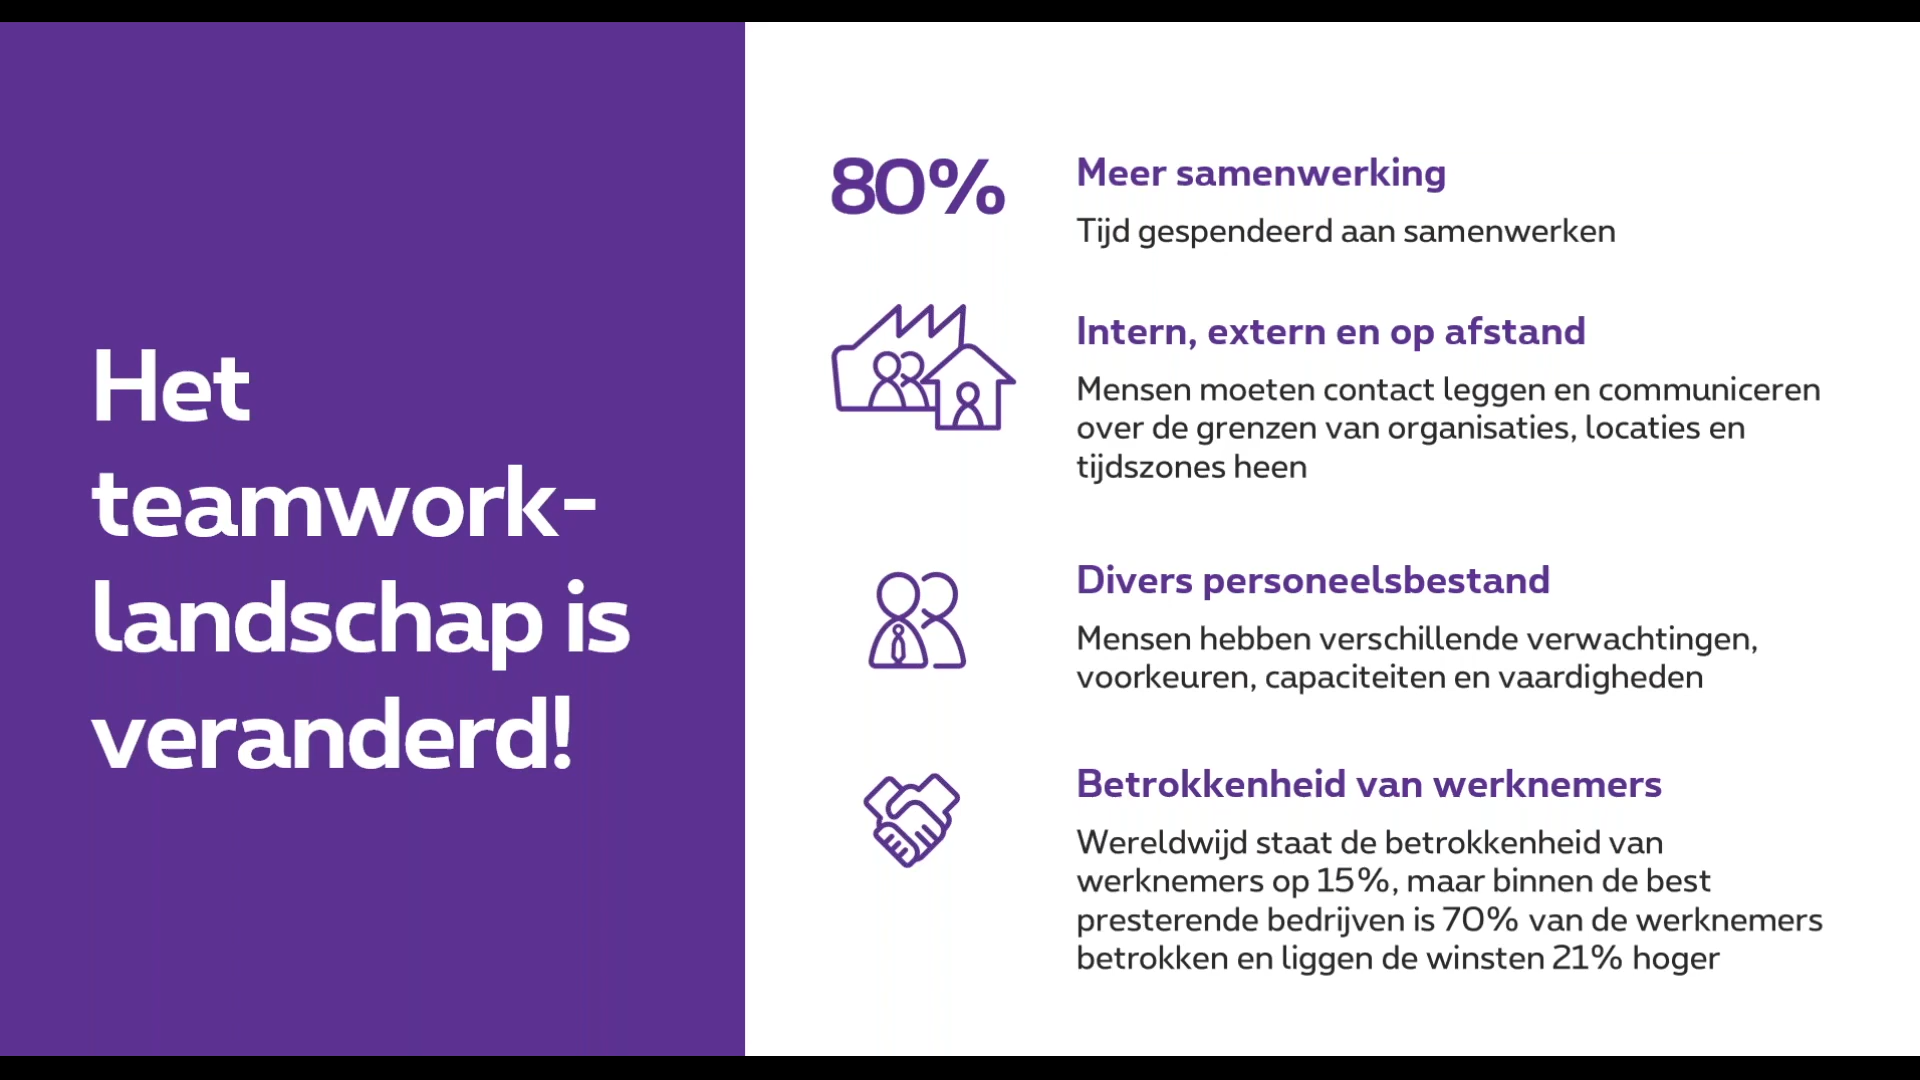 Het
teamwork-
landschap is
veranderd!
80%
Meer samenwerking
Tijd gespendeerd aan samenwerken
Intern, extern en op afstand
Mensen moeten contact leggen en communiceren
over de grenzen van organisaties, locaties en
tijdszones heen
Divers personeelsbestand
Mensen hebben verschillende verwachtingen,
voorkeuren, capaciteiten en vaardigheden
Betrokkenheid van werknemers
Wereldwijd staat de betrokkenheid van
werknemers op 15%, maar binnen de best
presterende bedrijven is 70% van de werknemers
betrokken en liggen de winsten 21% hoger